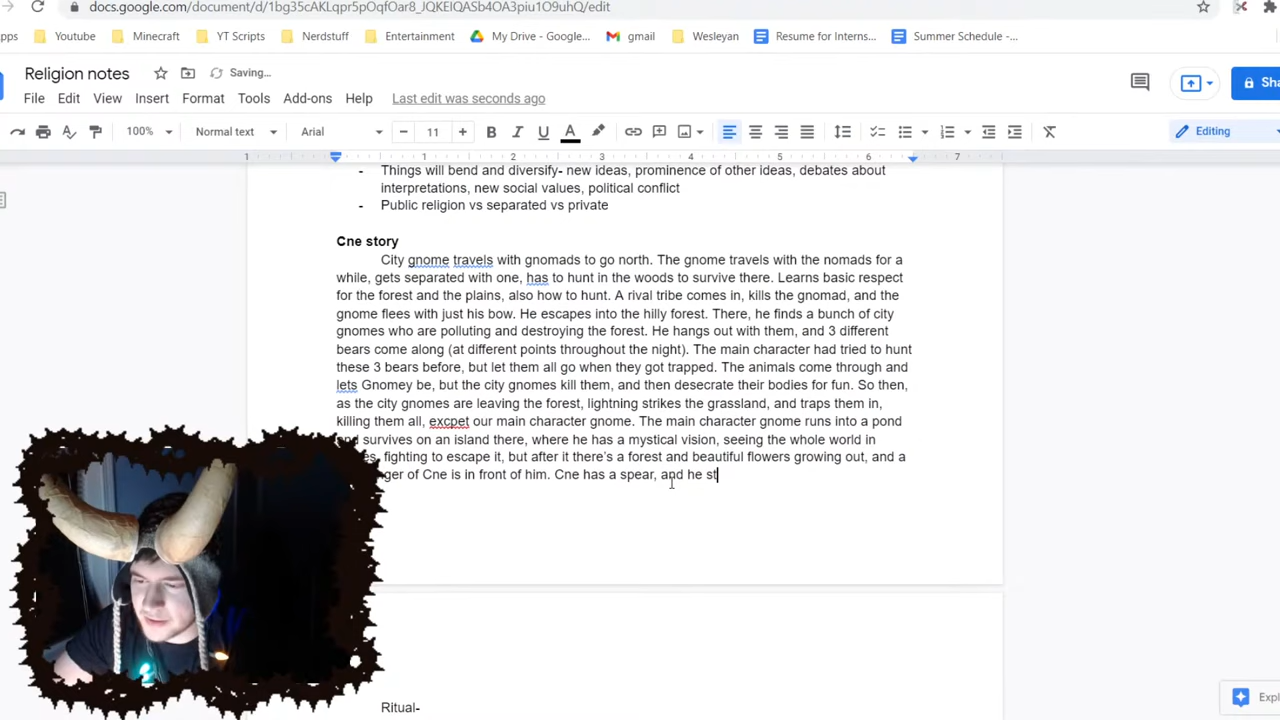 docs.google.com/document/d/1bg35cAKLqpr5pOqfOar8_JQKEIQASb4OA3piu1O9uhQ/edit
Youtube Minecraft YT Scripts Nerdstuff Entertainment My Drive - Google... gmail Wesleyan Resume for Interns... Summer Schedule -...
Religion notes Saving...
File Edit View Insert Format Tools Add-ons Help Last edit was seconds ago
100% Normal text Arial 11 B I U A Editing
1 1 2 3 4 5 6 7
- Things will bend and diversify- new ideas, prominence of other ideas, debates about
interpretations, new social values, political conflict
- Public religion vs separated vs private
Cne story
City gnome travels with gnomads to go north. The gnome travels with the nomads for a
while, gets separated with one, has to hunt in the woods to survive there. Learns basic respect
for the forest and the plains, also how to hunt. A rival tribe comes in, kills the gnomad, and the
gnome flees with just his bow. He escapes into the hilly forest. There, he finds a bunch of city
gnomes who are polluting and destroying the forest. He hangs out with them, and 3 different
bears come along (at different points throughout the night). The main character had tried to hunt
these 3 bears before, but let them all go when they got trapped. The animals come through and
lets Gnomey be, but the city gnomes kill them, and then desecrate their bodies for fun. So then,
as the city gnomes are leaving the forest, lightning strikes the grassland, and traps them in,
killing them all, excpet our main character gnome. The main character gnome runs into a pond
survives on an island there, where he has a mystical vision, seeing the whole world in
fighting to escape it, but after it there's a forest and beautiful flowers growing out, and a
of Cne is in front of him. Cne has a spear, and he st
Ritual-